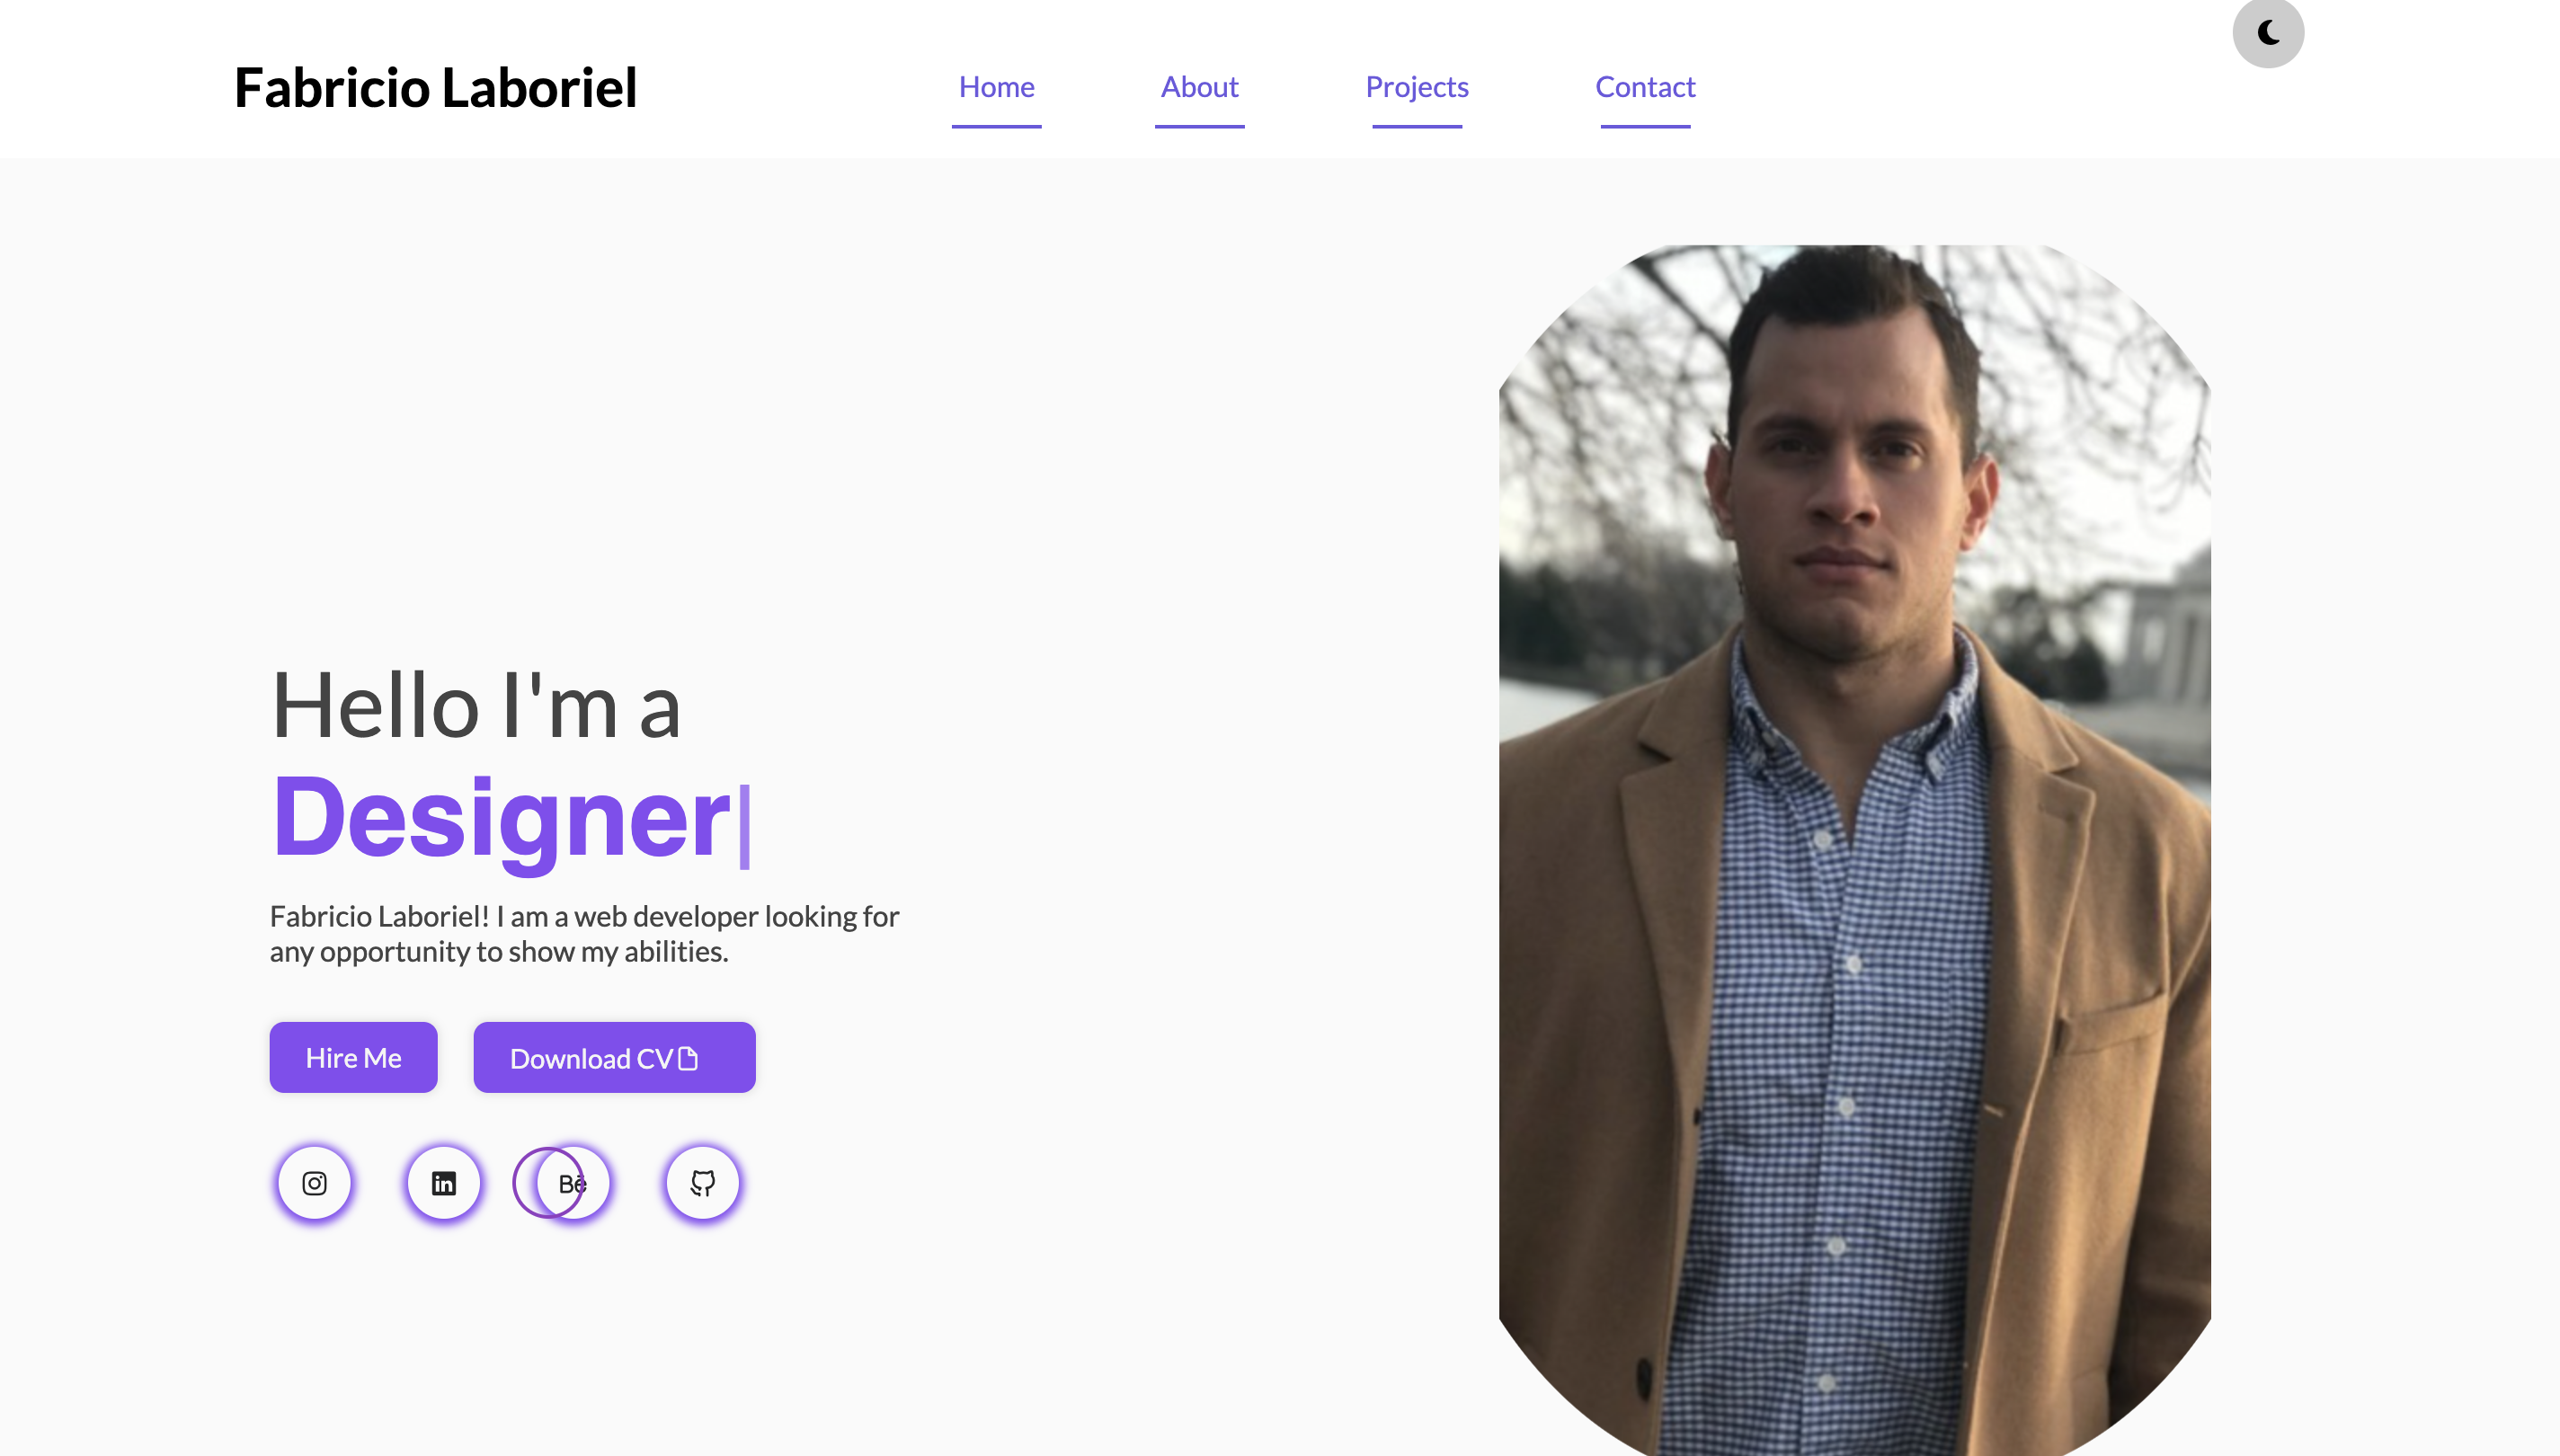 Fabricio Laboriel
Home
About
Projects
Contact
Hello I'm a
Designer
Fabricio Laboriel! I am a web developer looking for
any opportunity to show my abilities.
Hire Me
Download CV
in
Bē